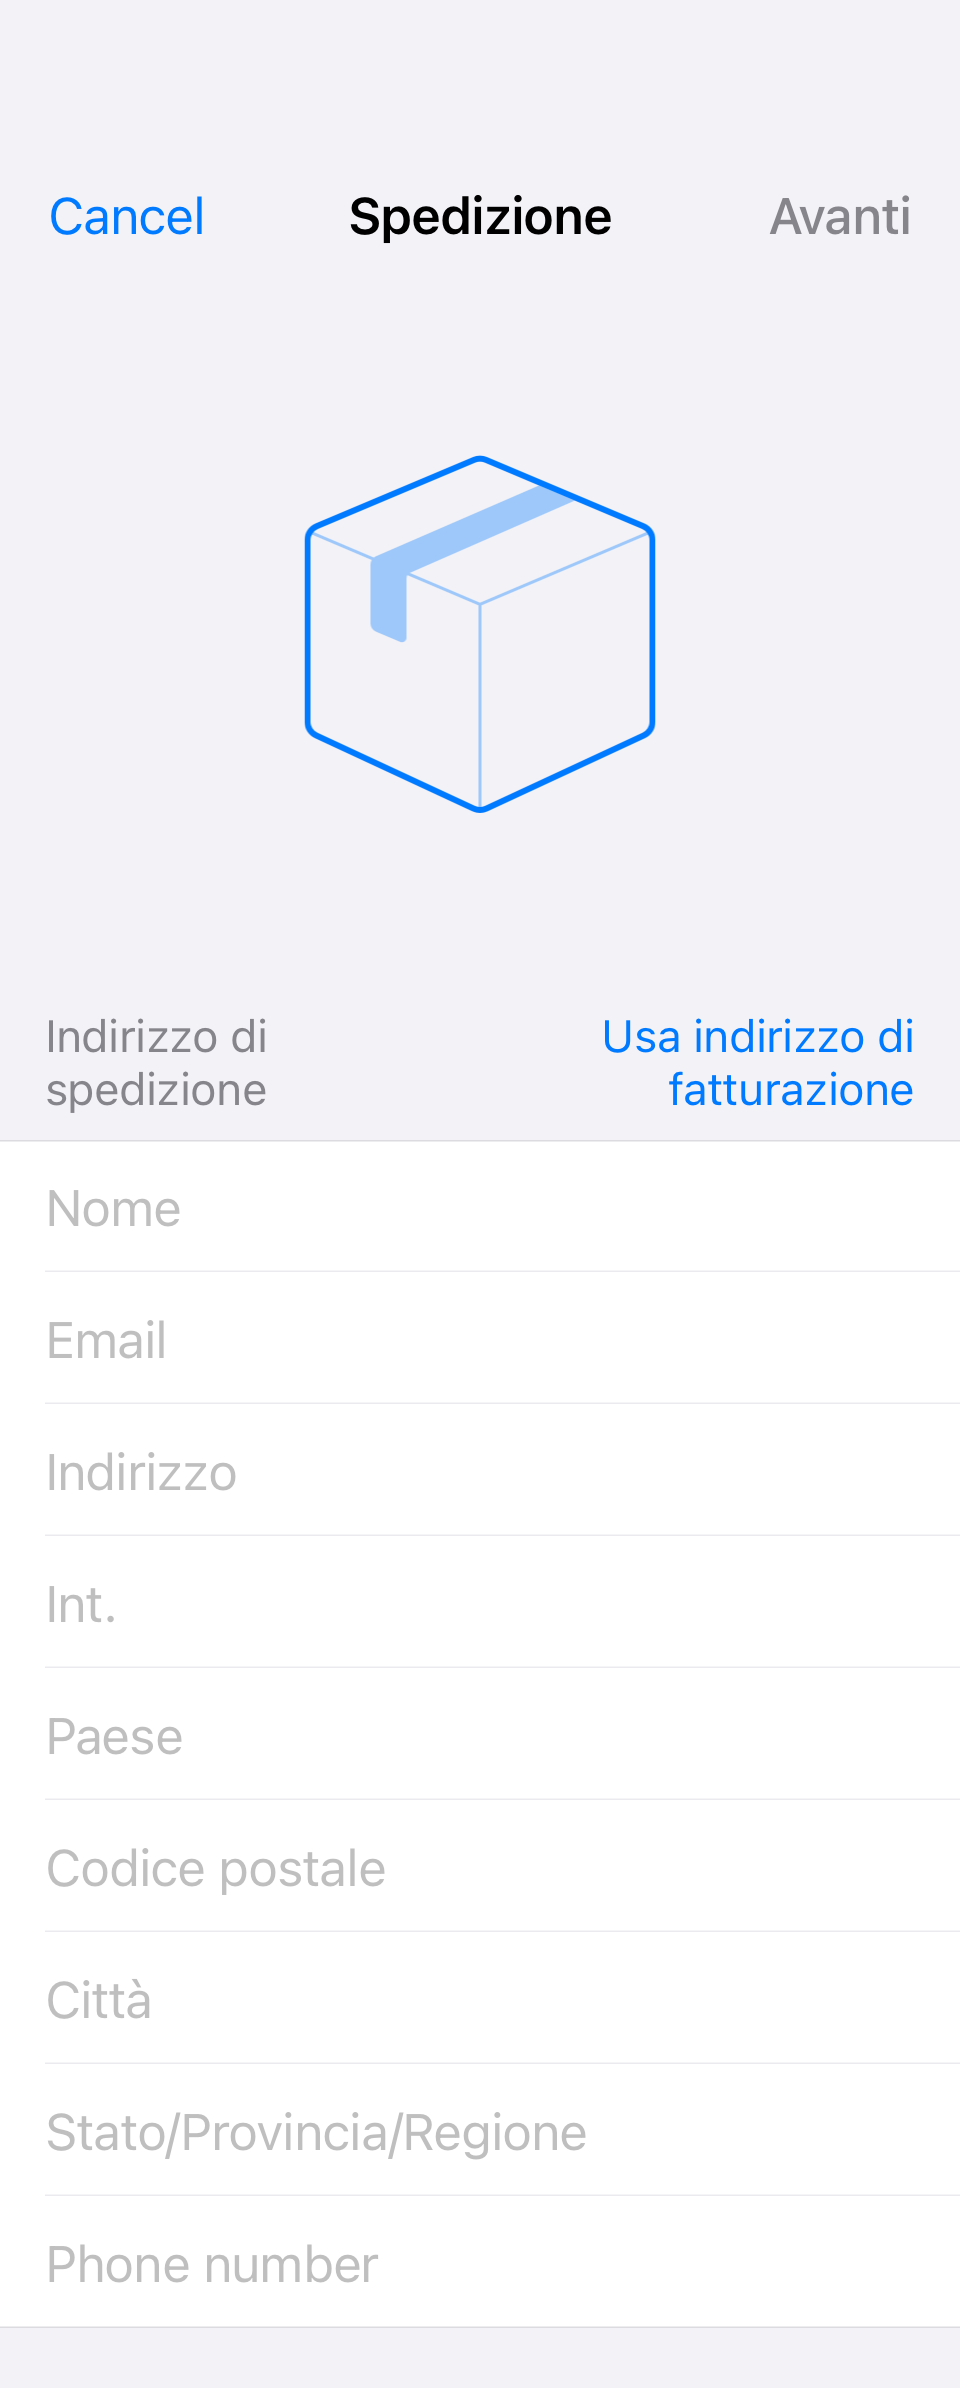 Cancel Spedizione Avanti
Indirizzo di
spedizione
Usa indirizzo di
fatturazione
Nome
Email
Indirizzo
Int.
Paese
Codice postale
Città
Stato/Provincia/Regione
Phone number